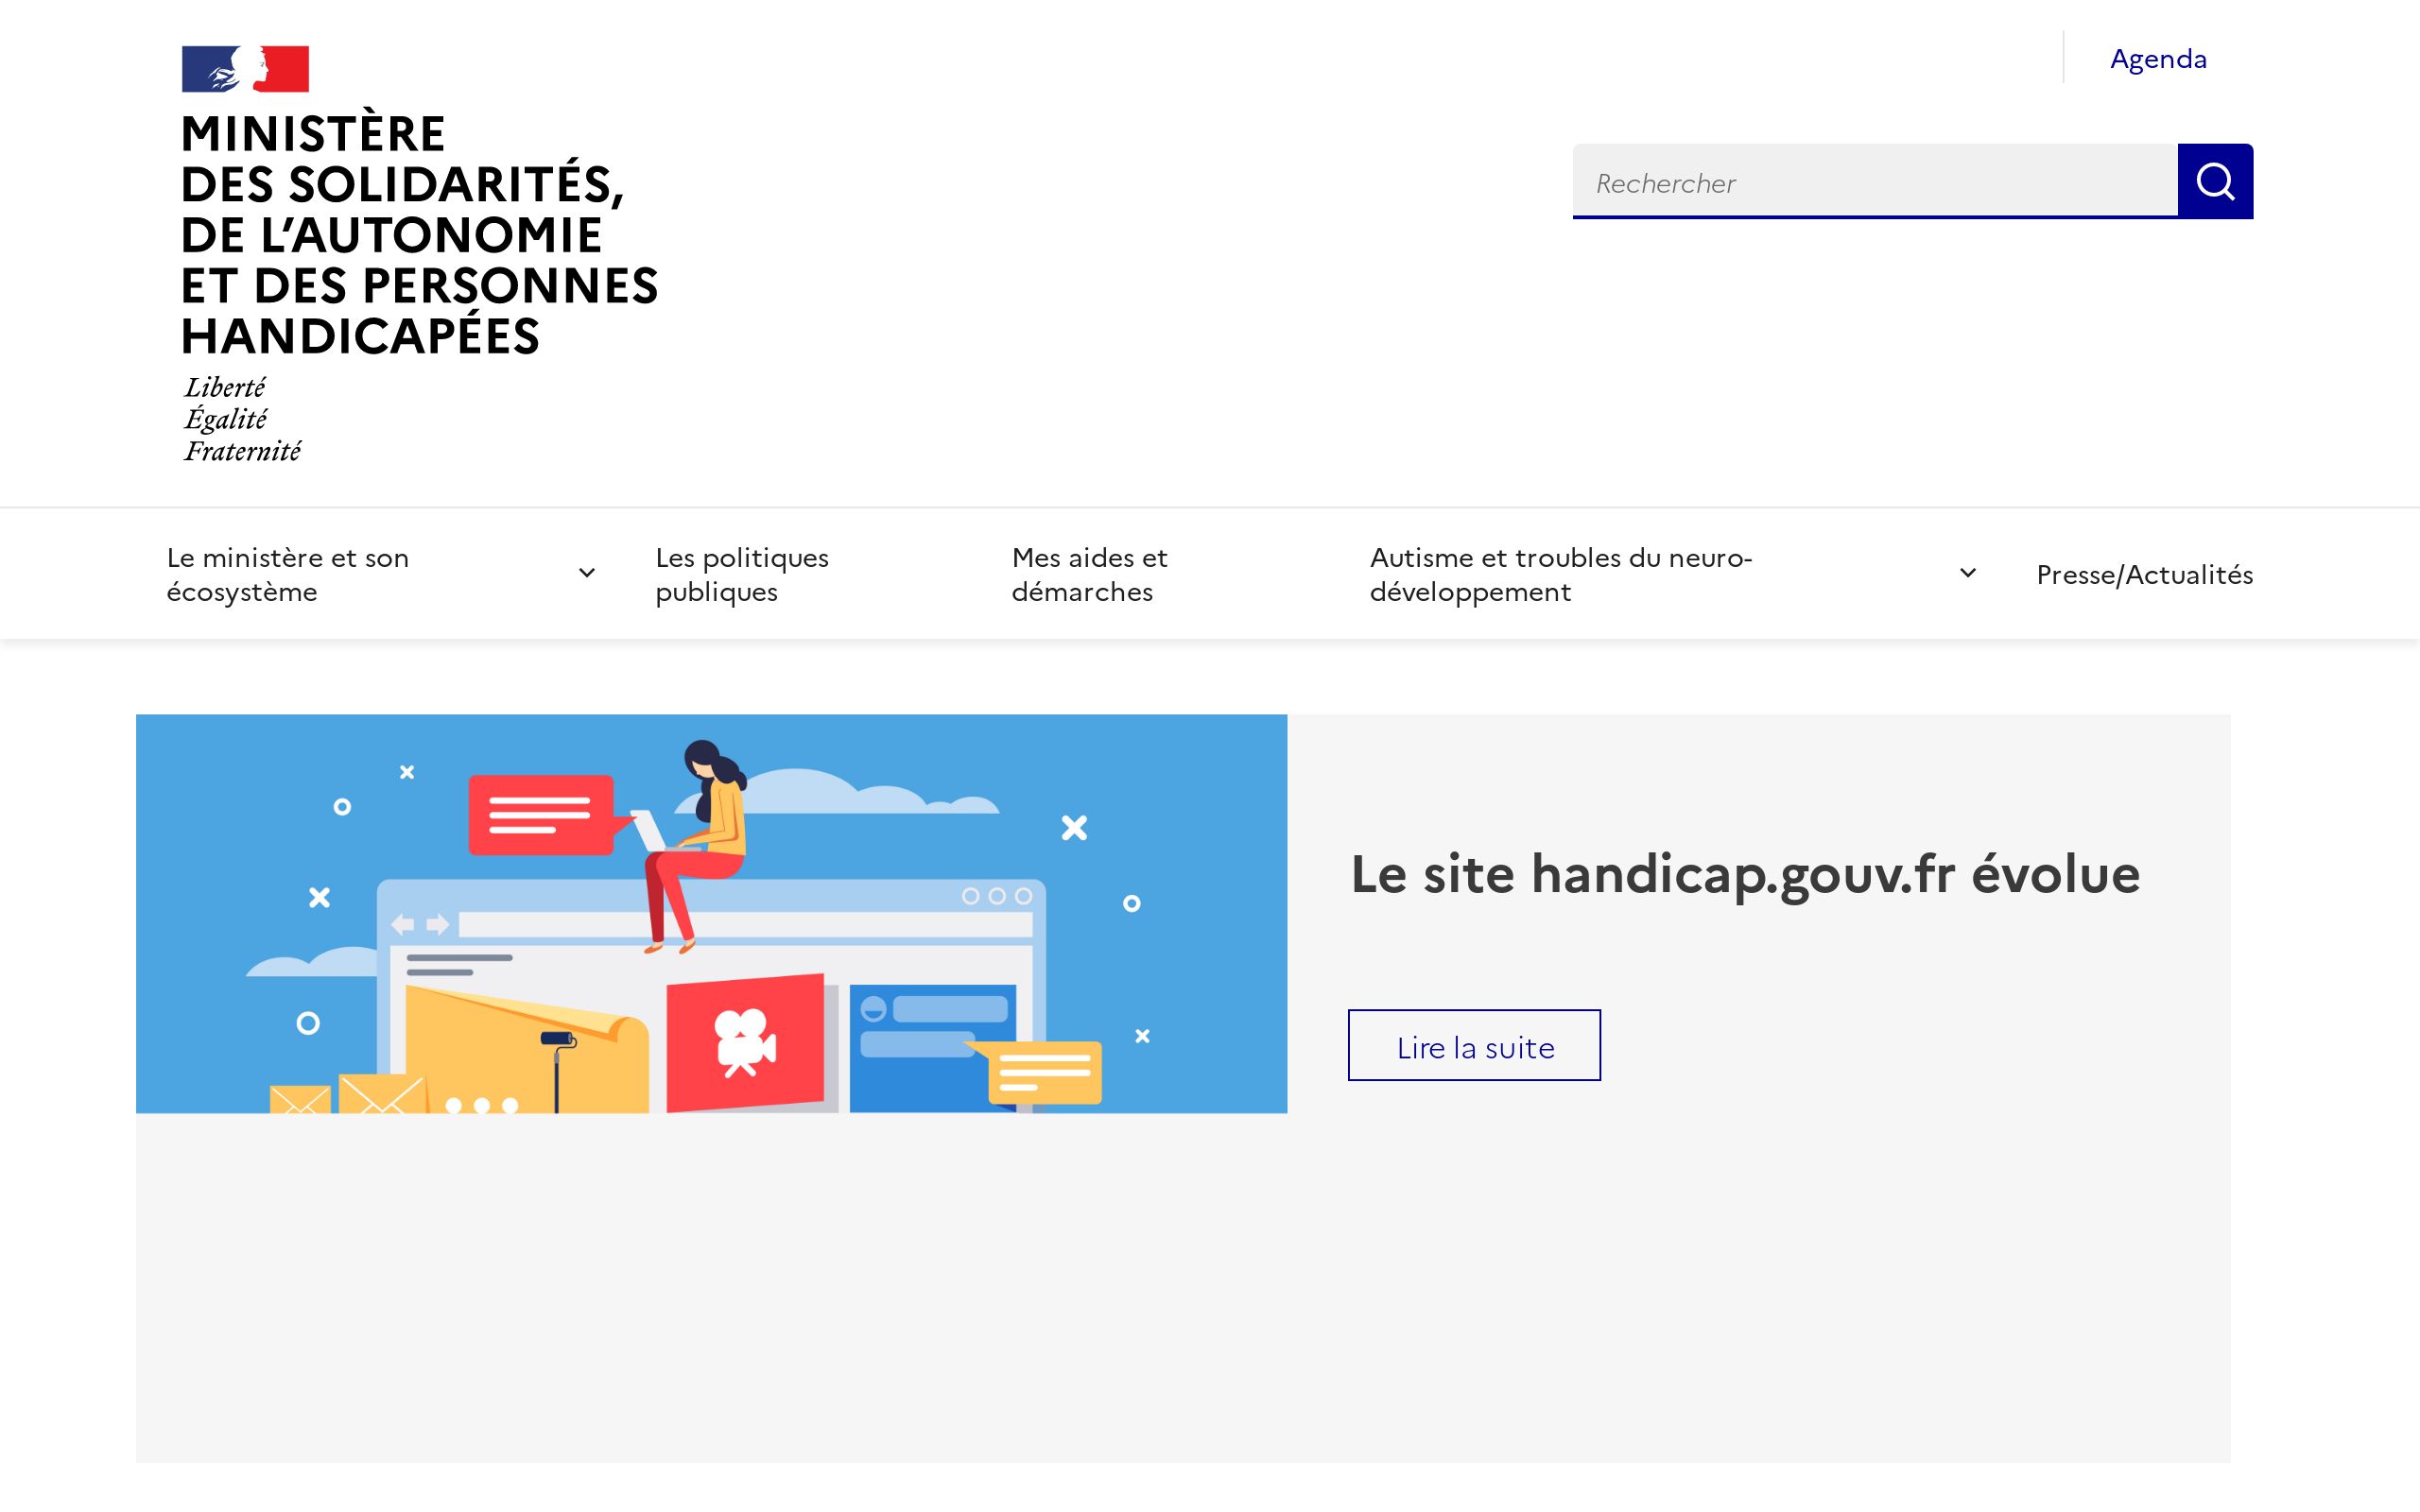 MINISTÈRE
DES SOLIDARITÉS,
DE L’AUTONOMIE
ET DES PERSONNES
HANDICAPÉES
Liberté
Égalité
Fraternité
Agenda
Rechercher
Le ministère et son
écosystème
Les politiques
publiques
Mes aides et
démarches
Autisme et troubles du neuro-
développement
Presse/Actualités
Le site handicap.gouv.fr évolue
Lire la suite